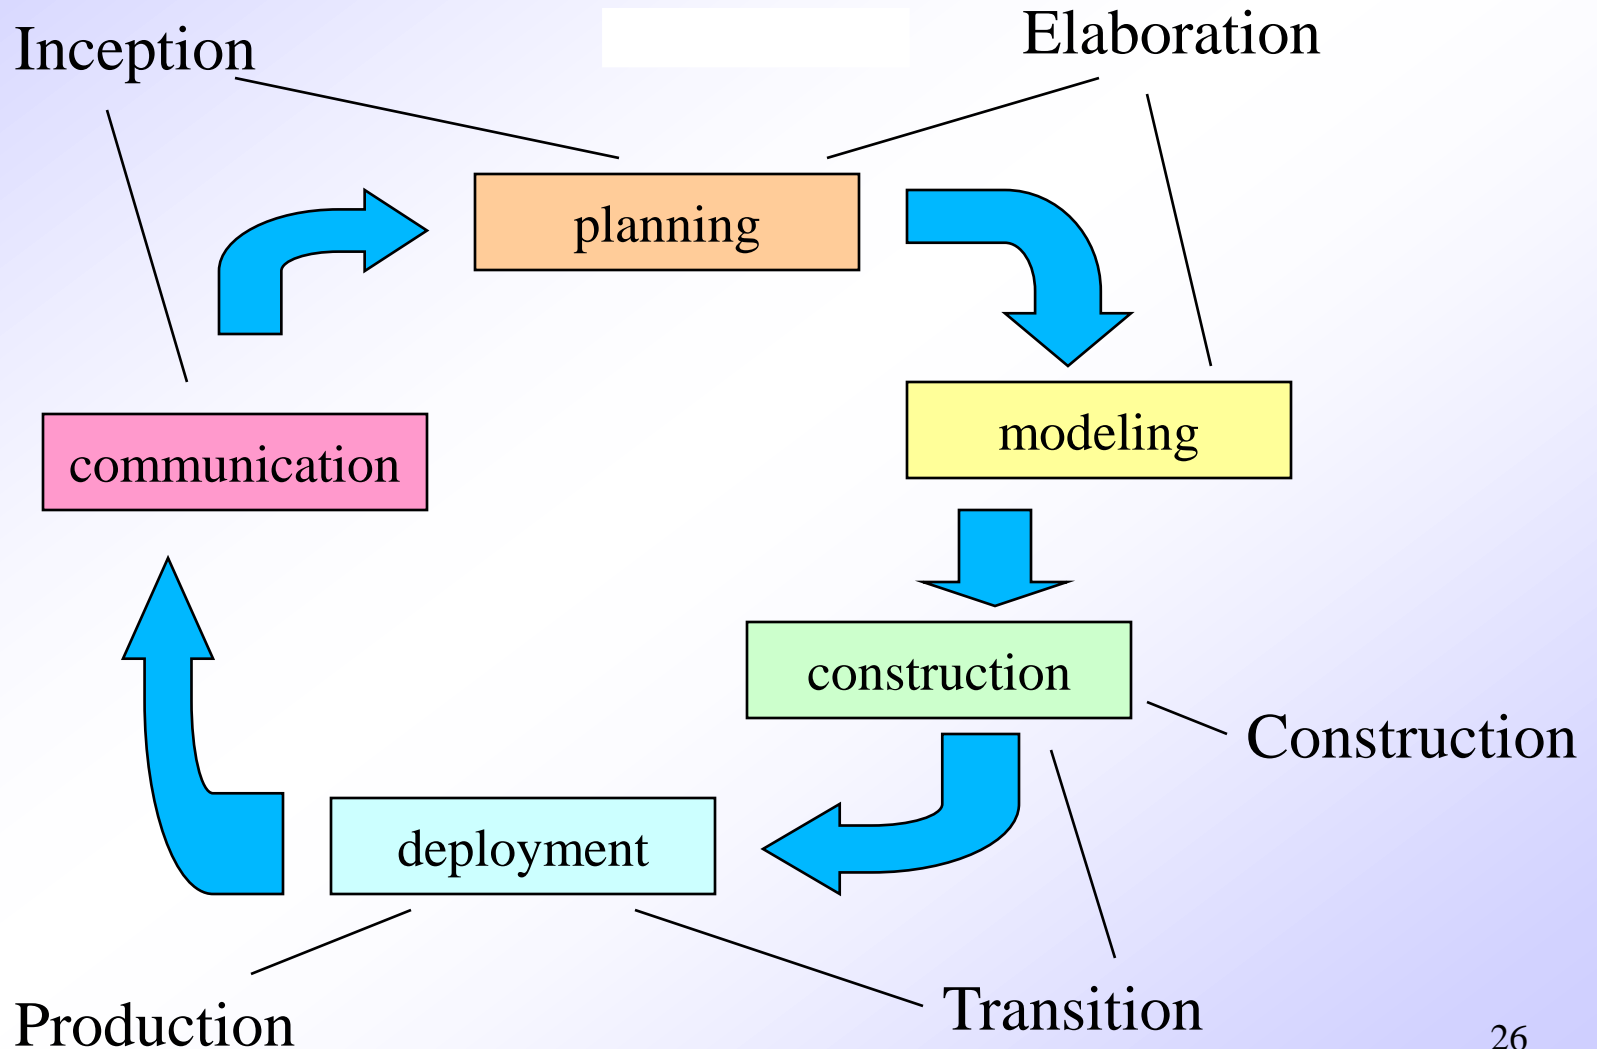 Inception
Elaboration
planning
modeling
communication
construction
Construction
deployment
Transition
Production
26